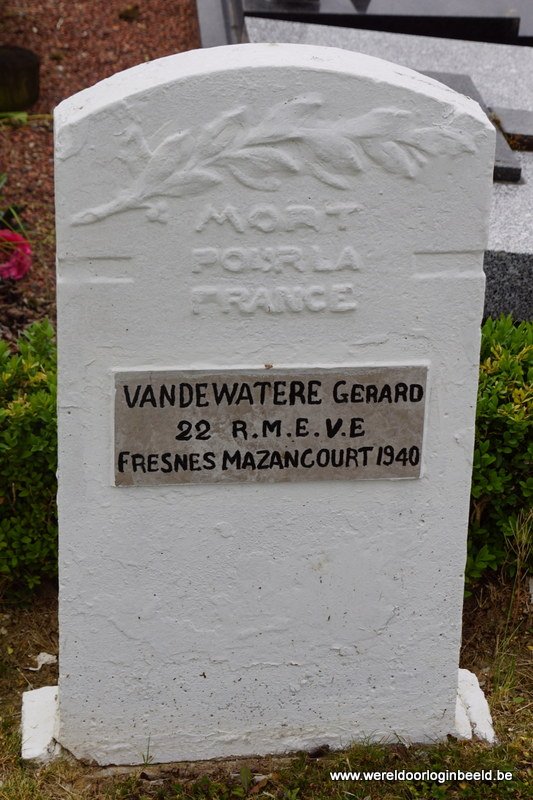 MORT
POUR LA
FRANCE
VANDEWATERE GERARD
22 R.M.E.V.E
FRESNES MAZANCOURT 1940
www.wereldoorloginbeeld.be